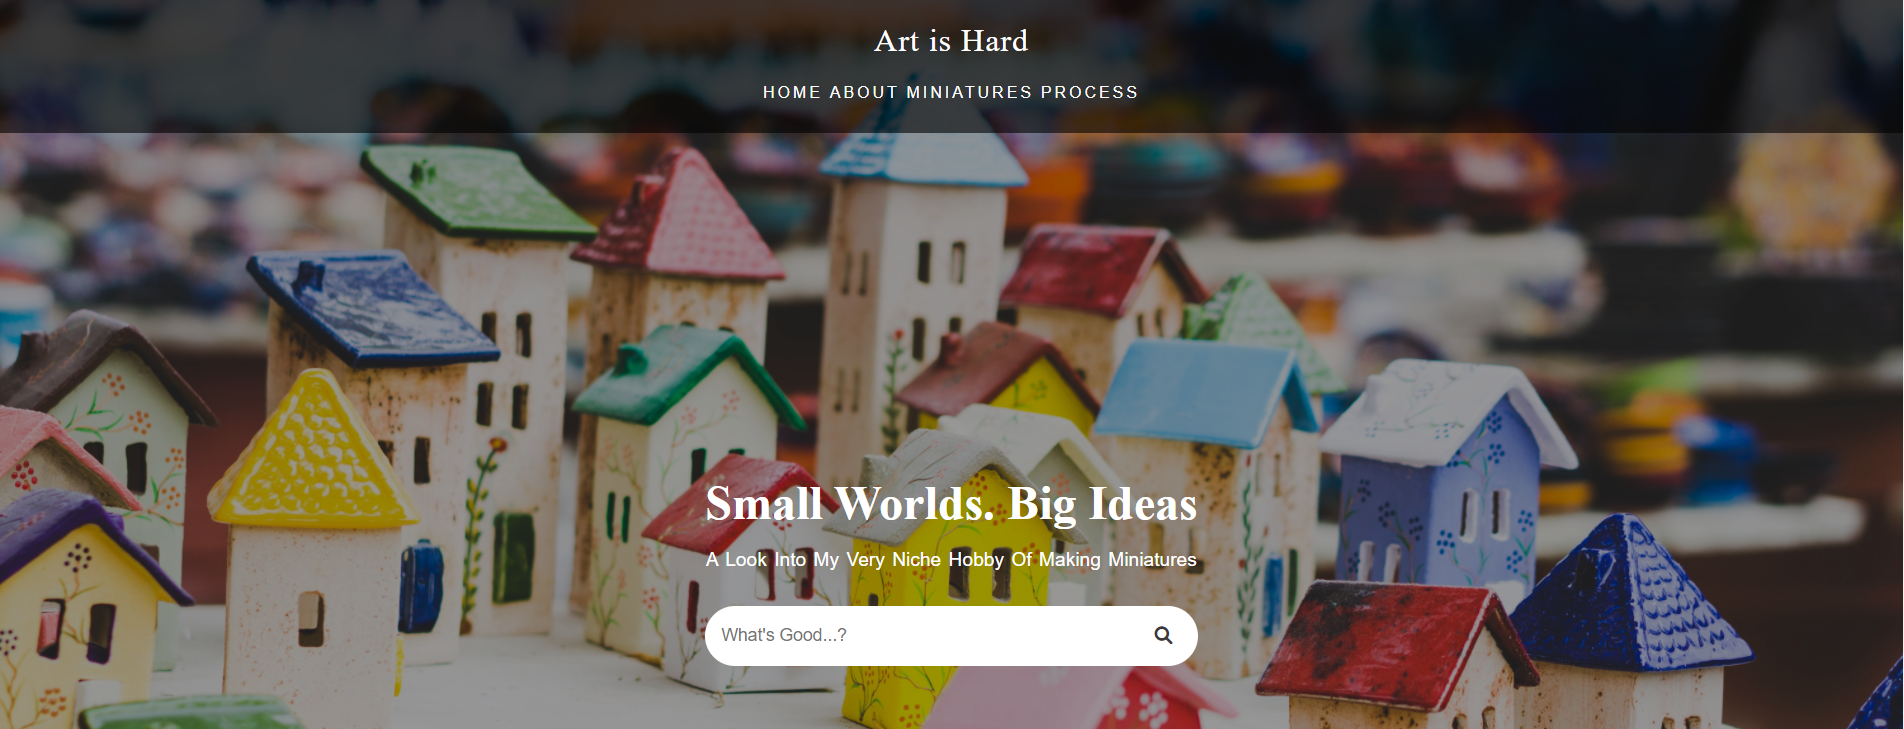 Art is Hard
HOME ABOUT MINIATURES PROCESS
Small Worlds. Big Ideas
A Look Into My Very Niche Hobby Of Making Miniatures
What's Good...?